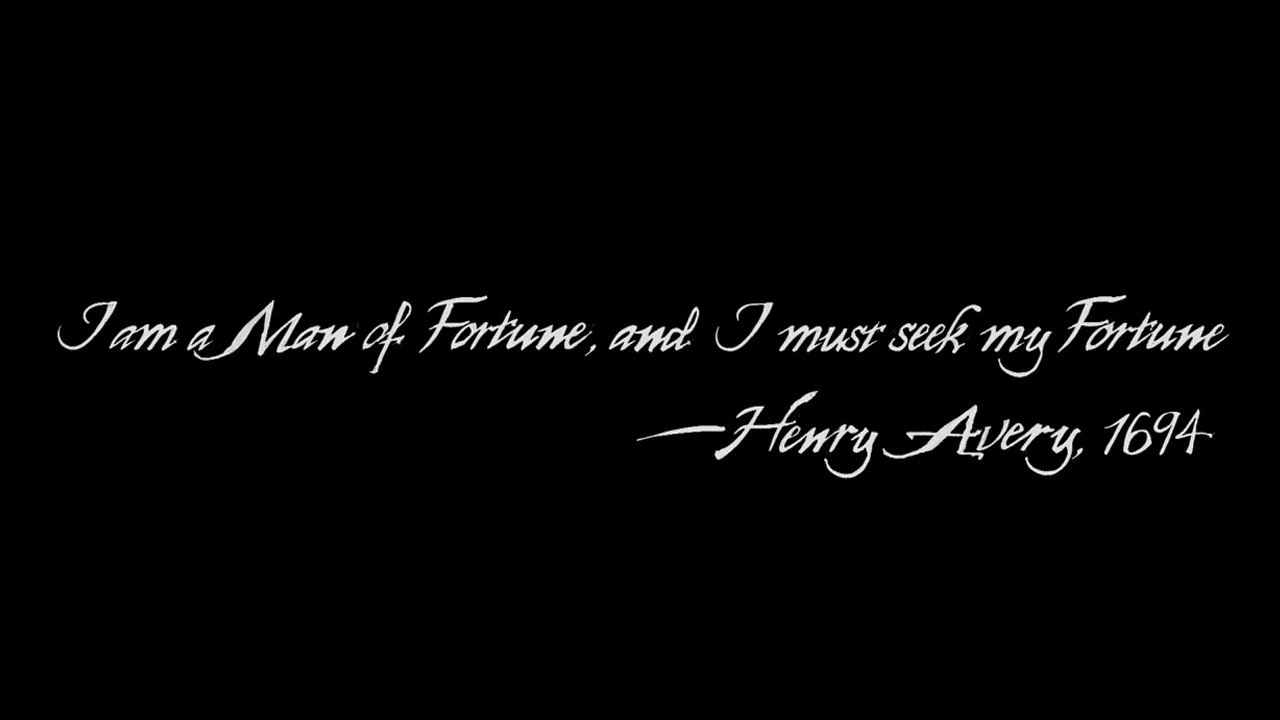 I am a Man of Fortune, and I must seek my Fortune
—Henry Avery, 1694